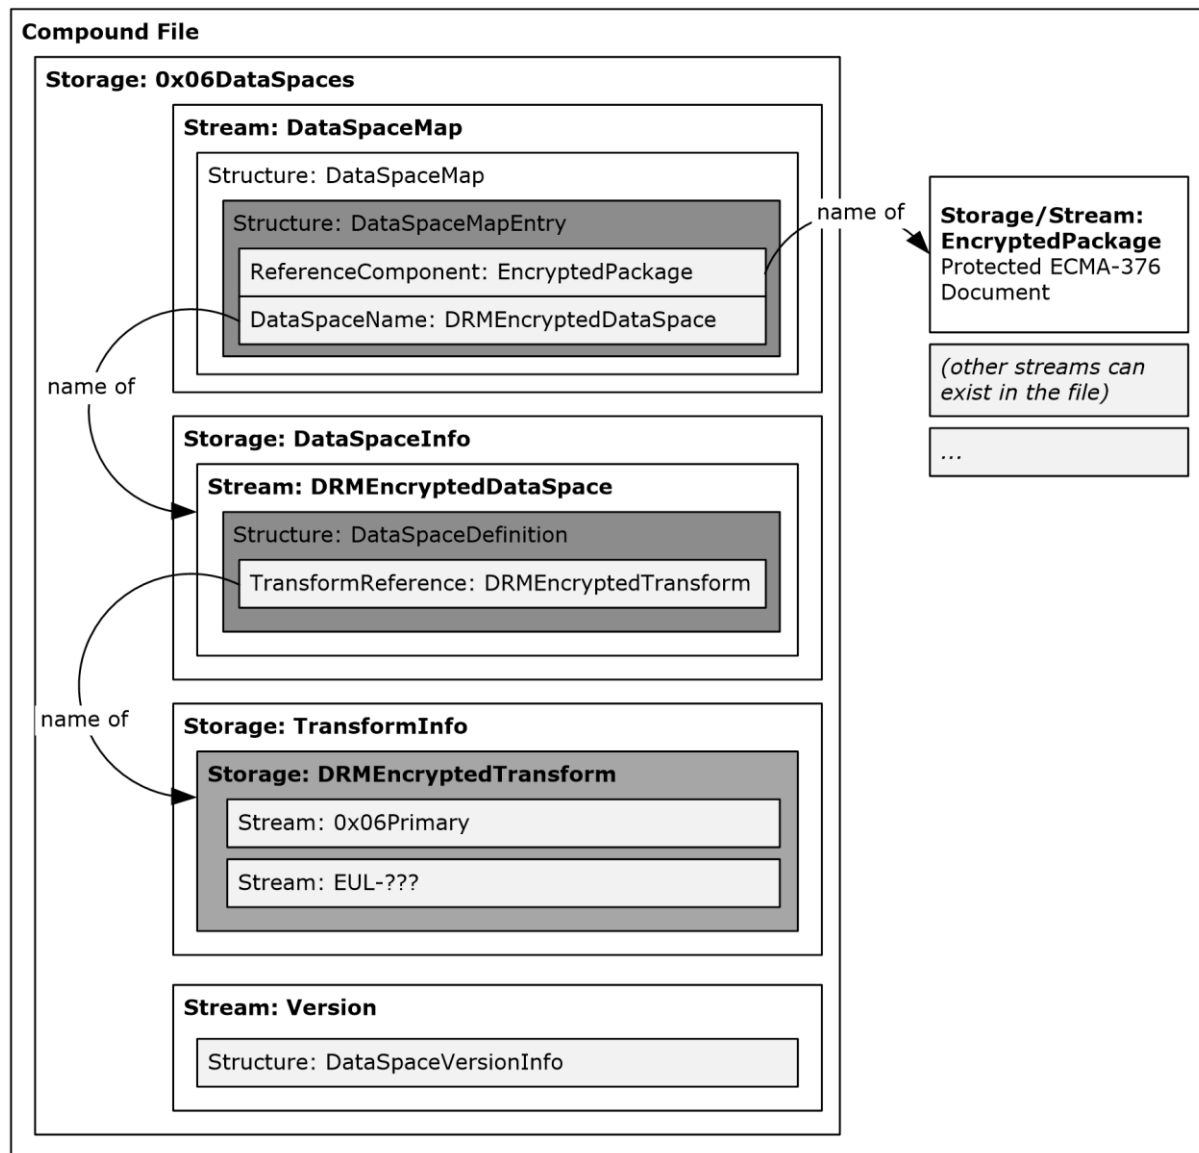 Compound File
Storage: 0x06DataSpaces
Stream: DataSpaceMap
Structure: DataSpaceMap
Structure: DataSpaceMapEntry
ReferenceComponent: EncryptedPackage
DataSpaceName: DRMEncryptedDataSpace
name of
Storage/Stream:
EncryptedPackage
Protected ECMA-376
Document
(other streams can
exist in the file)
...
name of
Storage: DataSpaceInfo
Stream: DRMEncryptedDataSpace
Structure: DataSpaceDefinition
TransformReference: DRMEncryptedTransform
name of
Storage: TransformInfo
Storage: DRMEncryptedTransform
Stream: 0x06Primary
Stream: EUL-???
Stream: Version
Structure: DataSpaceVersionInfo